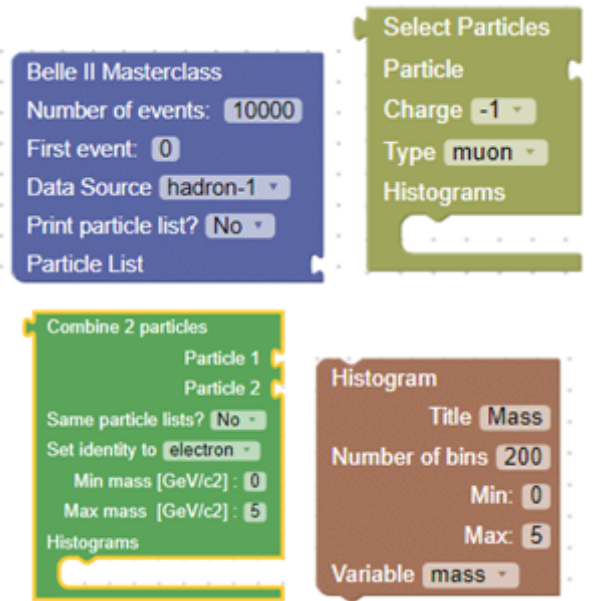 Belle II Masterclass
Number of events: 10000
First event: 0
Data Source hadron-1
Print particle list? No
Particle List
Select Particles
Particle
Charge -1
Type muon
Histograms
Combine 2 particles
Particle 1
Particle 2
Same particle lists? No
Set identity to electron
Min mass [GeV/c2] : 0
Max mass [GeV/c2] : 5
Histograms
Histogram
Title Mass
Number of bins 200
Min: 0
Max: 5
Variable mass